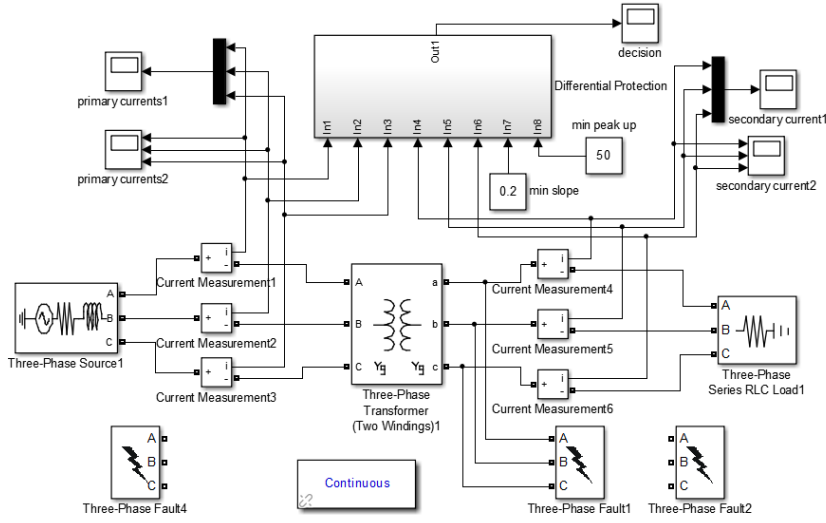 Out1
decision
primary currents1
Differential Protection
secondary current1
In1 In2 In3 In4 In5 In6 In7 In8
min peak up
50
primary currents2
0.2
min slope
secondary current2
i
+
-
Current Measurement1
i
+
-
Current Measurement4
A
B
C
Three-Phase Source1
i
+
-
Current Measurement2
A
B
C
a
b
c
Yg
Yg
Three-Phase
Transformer
(Two Windings)1
i
+
-
Current Measurement5
A
B
C
Three-Phase
Series RLC Load1
i
+
-
Current Measurement3
i
+
-
Current Measurement6
A
B
C
Three-Phase Fault4
Continuous
A
B
C
Three-Phase Fault1
A
B
C
Three-Phase Fault2